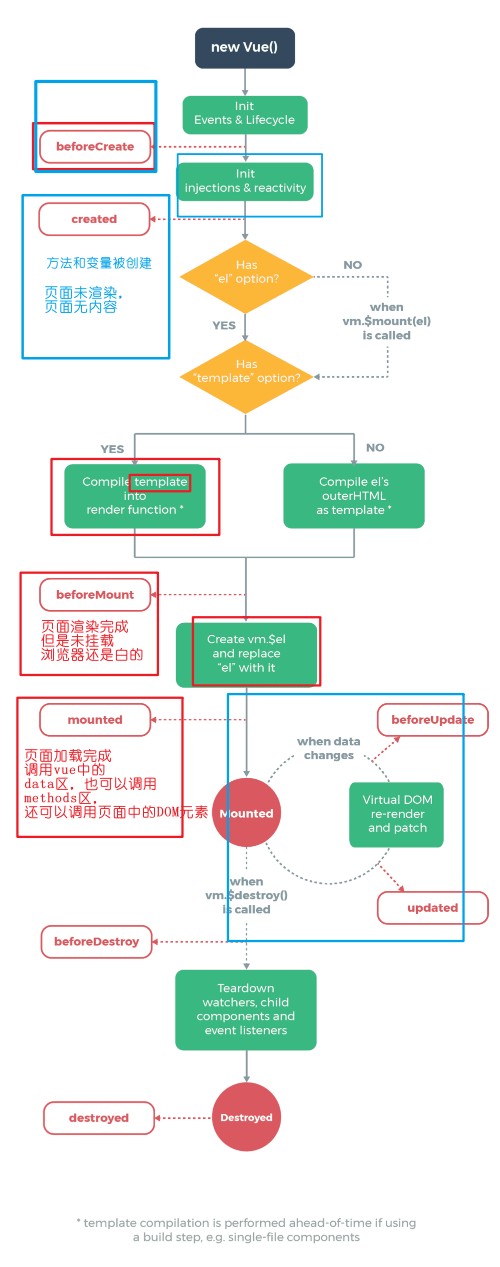 new Vue()
Init
Events & Lifecycle
beforeCreate
Init
injections & reactivity
created
方法和变量被创建
页面未渲染，
页面无内容
Has
“el” option?
NO
when
vm.$mount(el)
is called
YES
Has
“template” option?
YES
NO
Compile template
into
render function *
Compile el’s
outerHTML
as template *
beforeMount
页面渲染完成
但是未挂载
浏览器还是白的
Create vm.$el
and replace
“el” with it
mounted
页面加载完成
调用vue中的
data区，也可以调用
methods区，
还可以调用页面中的DOM元素
Mounted
when data
changes
beforeUpdate
Virtual DOM
re-render
and patch
updated
when
vm.$destroy()
is called
beforeDestroy
Teardown
watchers, child
components and
event listeners
destroyed
Destroyed
* template compilation is performed ahead-of-time if using
a build step, e.g. single-file components